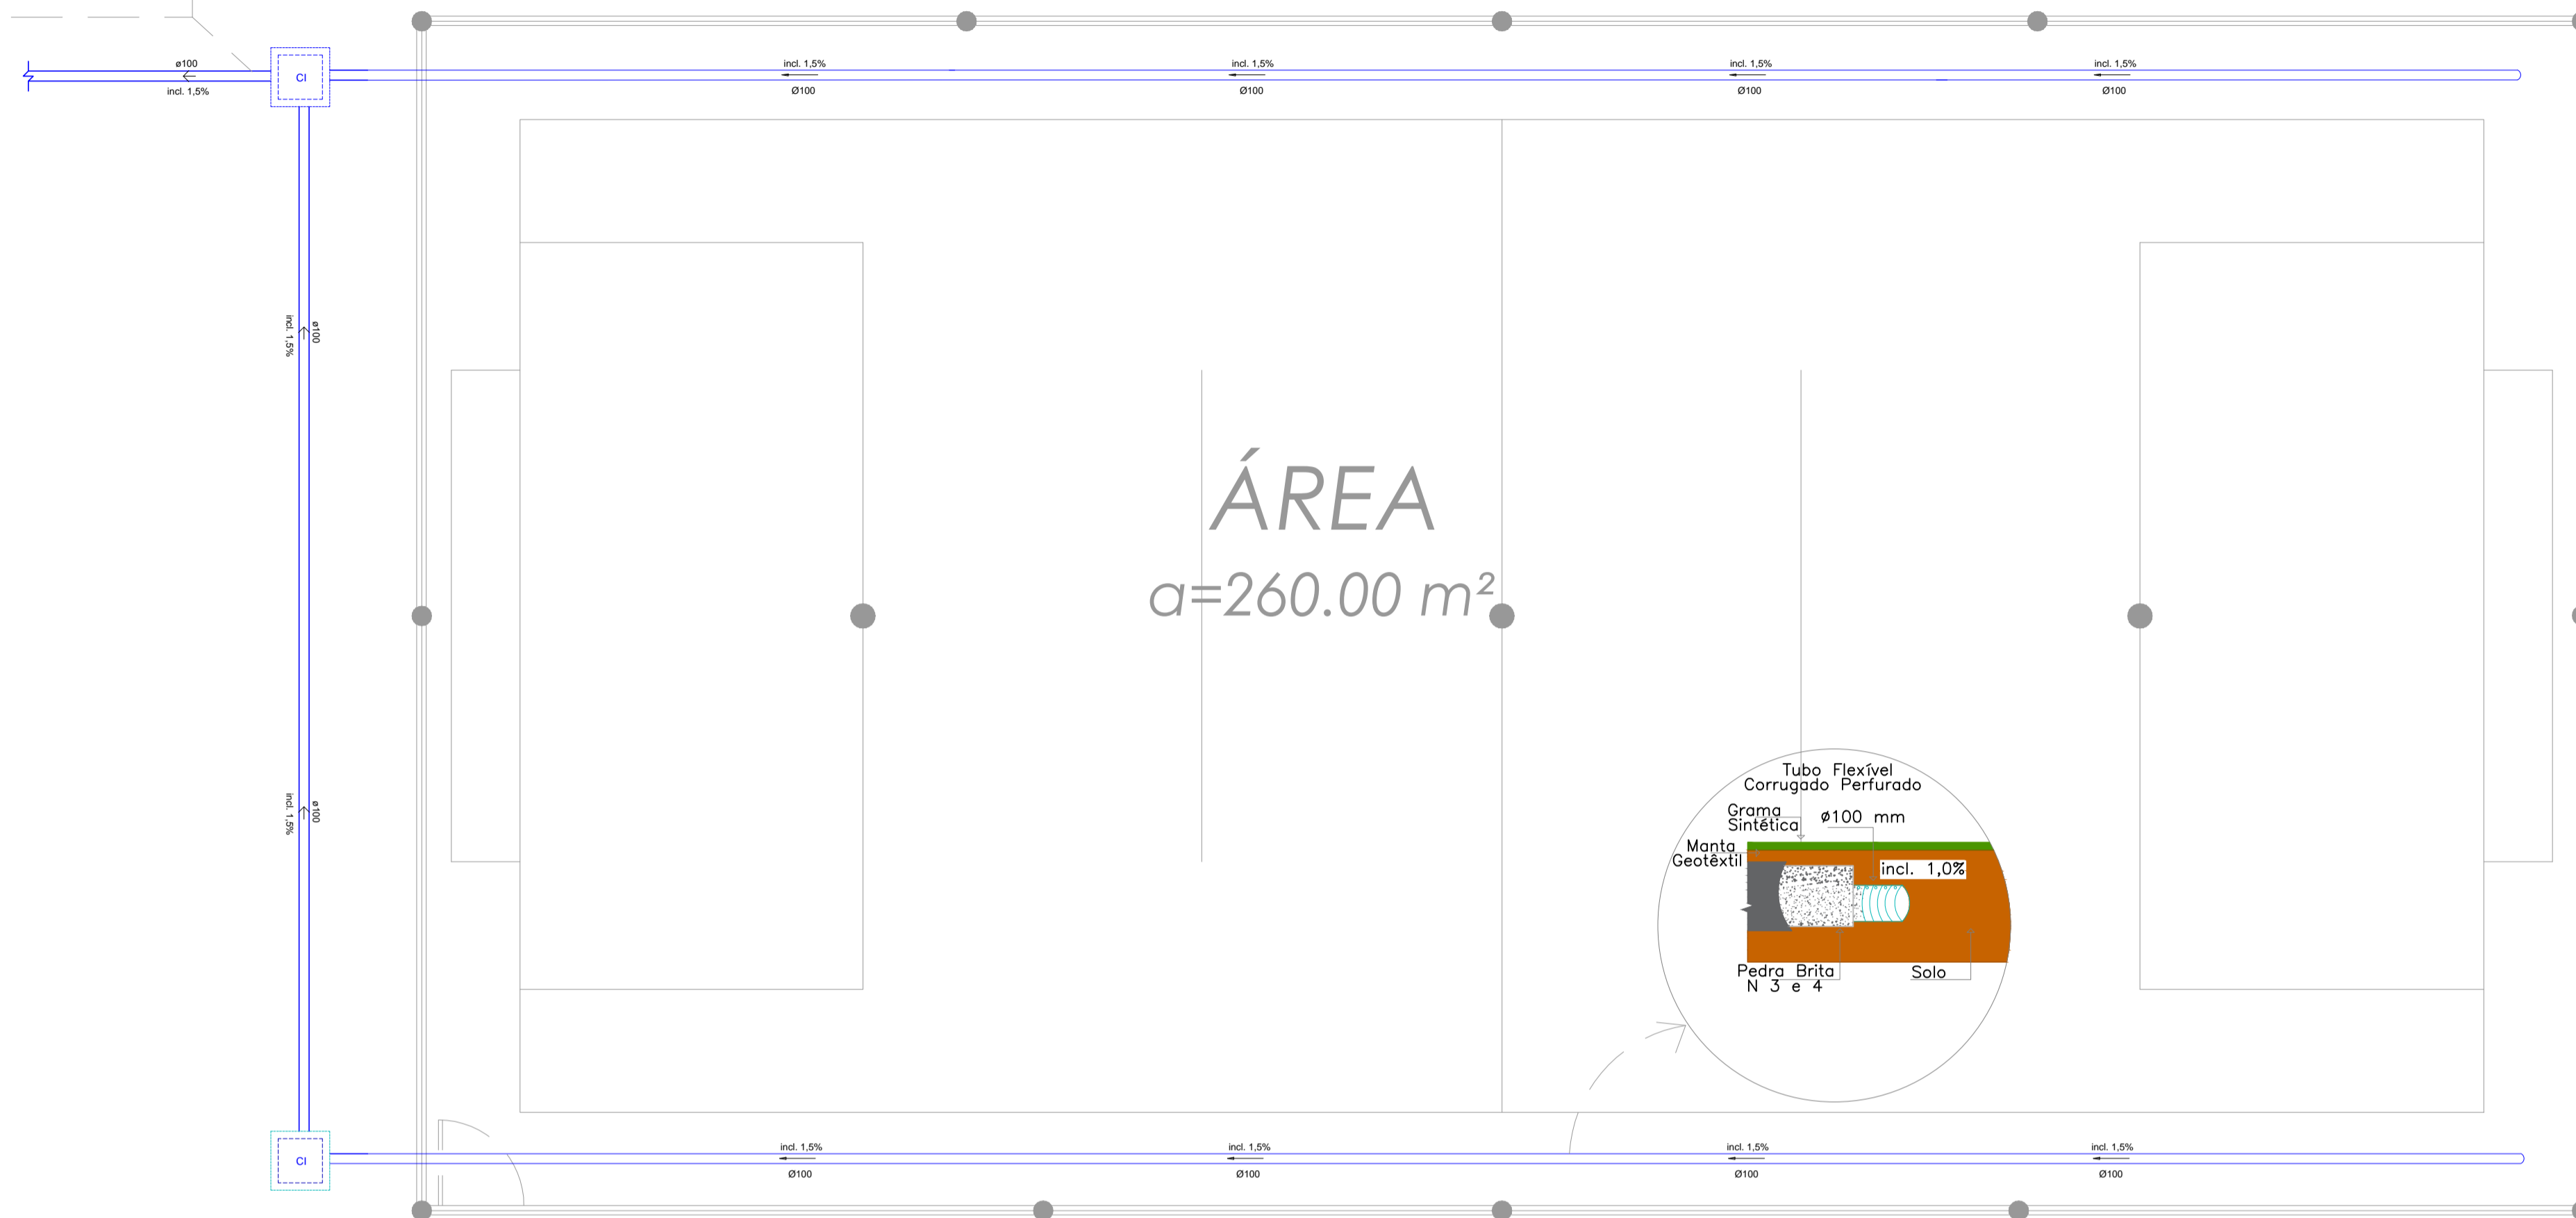 ø100
incl. 1,5%
CI
incl. 1,5%
Ø100
incl. 1,5%
Ø100
incl. 1,5%
Ø100
incl. 1,5%
Ø100
incl. 1,5%
ø100
incl. 1,5%
ø100
ÁREA
a=260.00 m²
Tubo Flexível
Corrugado Perfurado
Grama
Sintética
ø100 mm
Manta
Geotêxtil
incl. 1,0%
Pedra Brita
N 3 e 4
Solo
CI
incl. 1,5%
Ø100
incl. 1,5%
Ø100
incl. 1,5%
Ø100
incl. 1,5%
Ø100